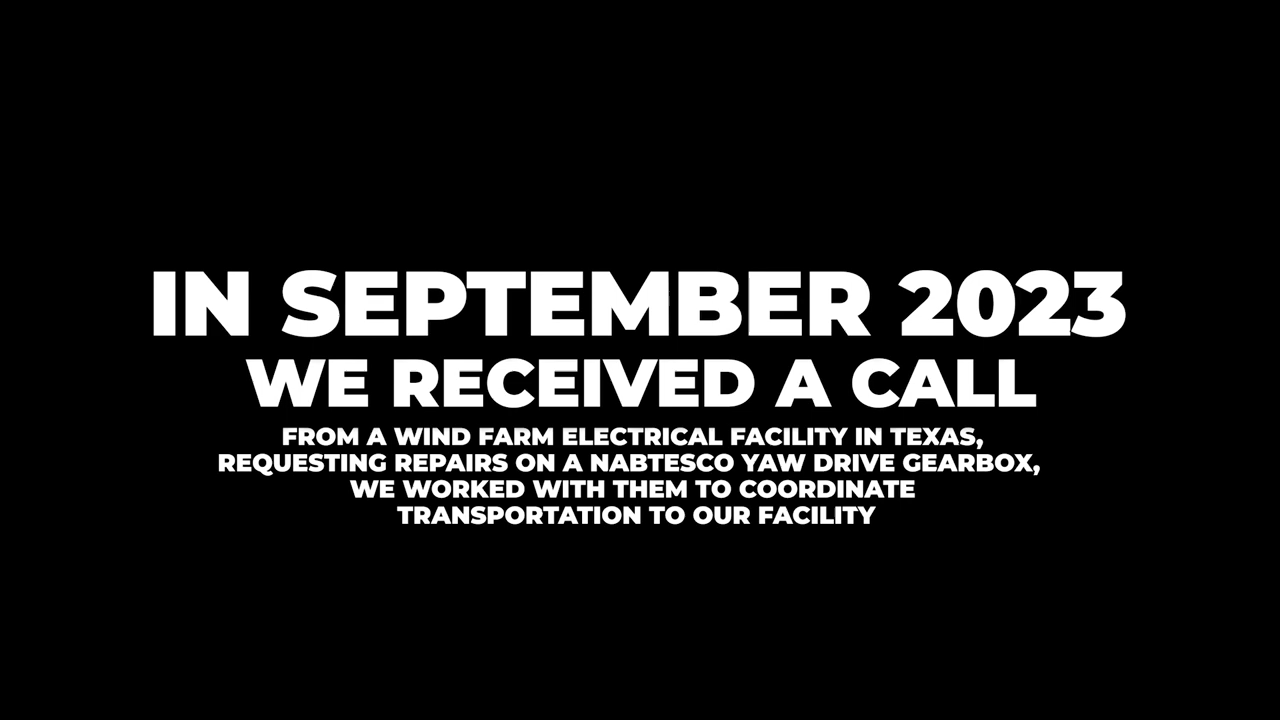 IN SEPTEMBER 2023
WE RECEIVED A CALL
FROM A WIND FARM ELECTRICAL FACILITY IN TEXAS,
REQUESTING REPAIRS ON A NABTESCO YAW DRIVE GEARBOX,
WE WORKED WITH THEM TO COORDINATE
TRANSPORTATION TO OUR FACILITY